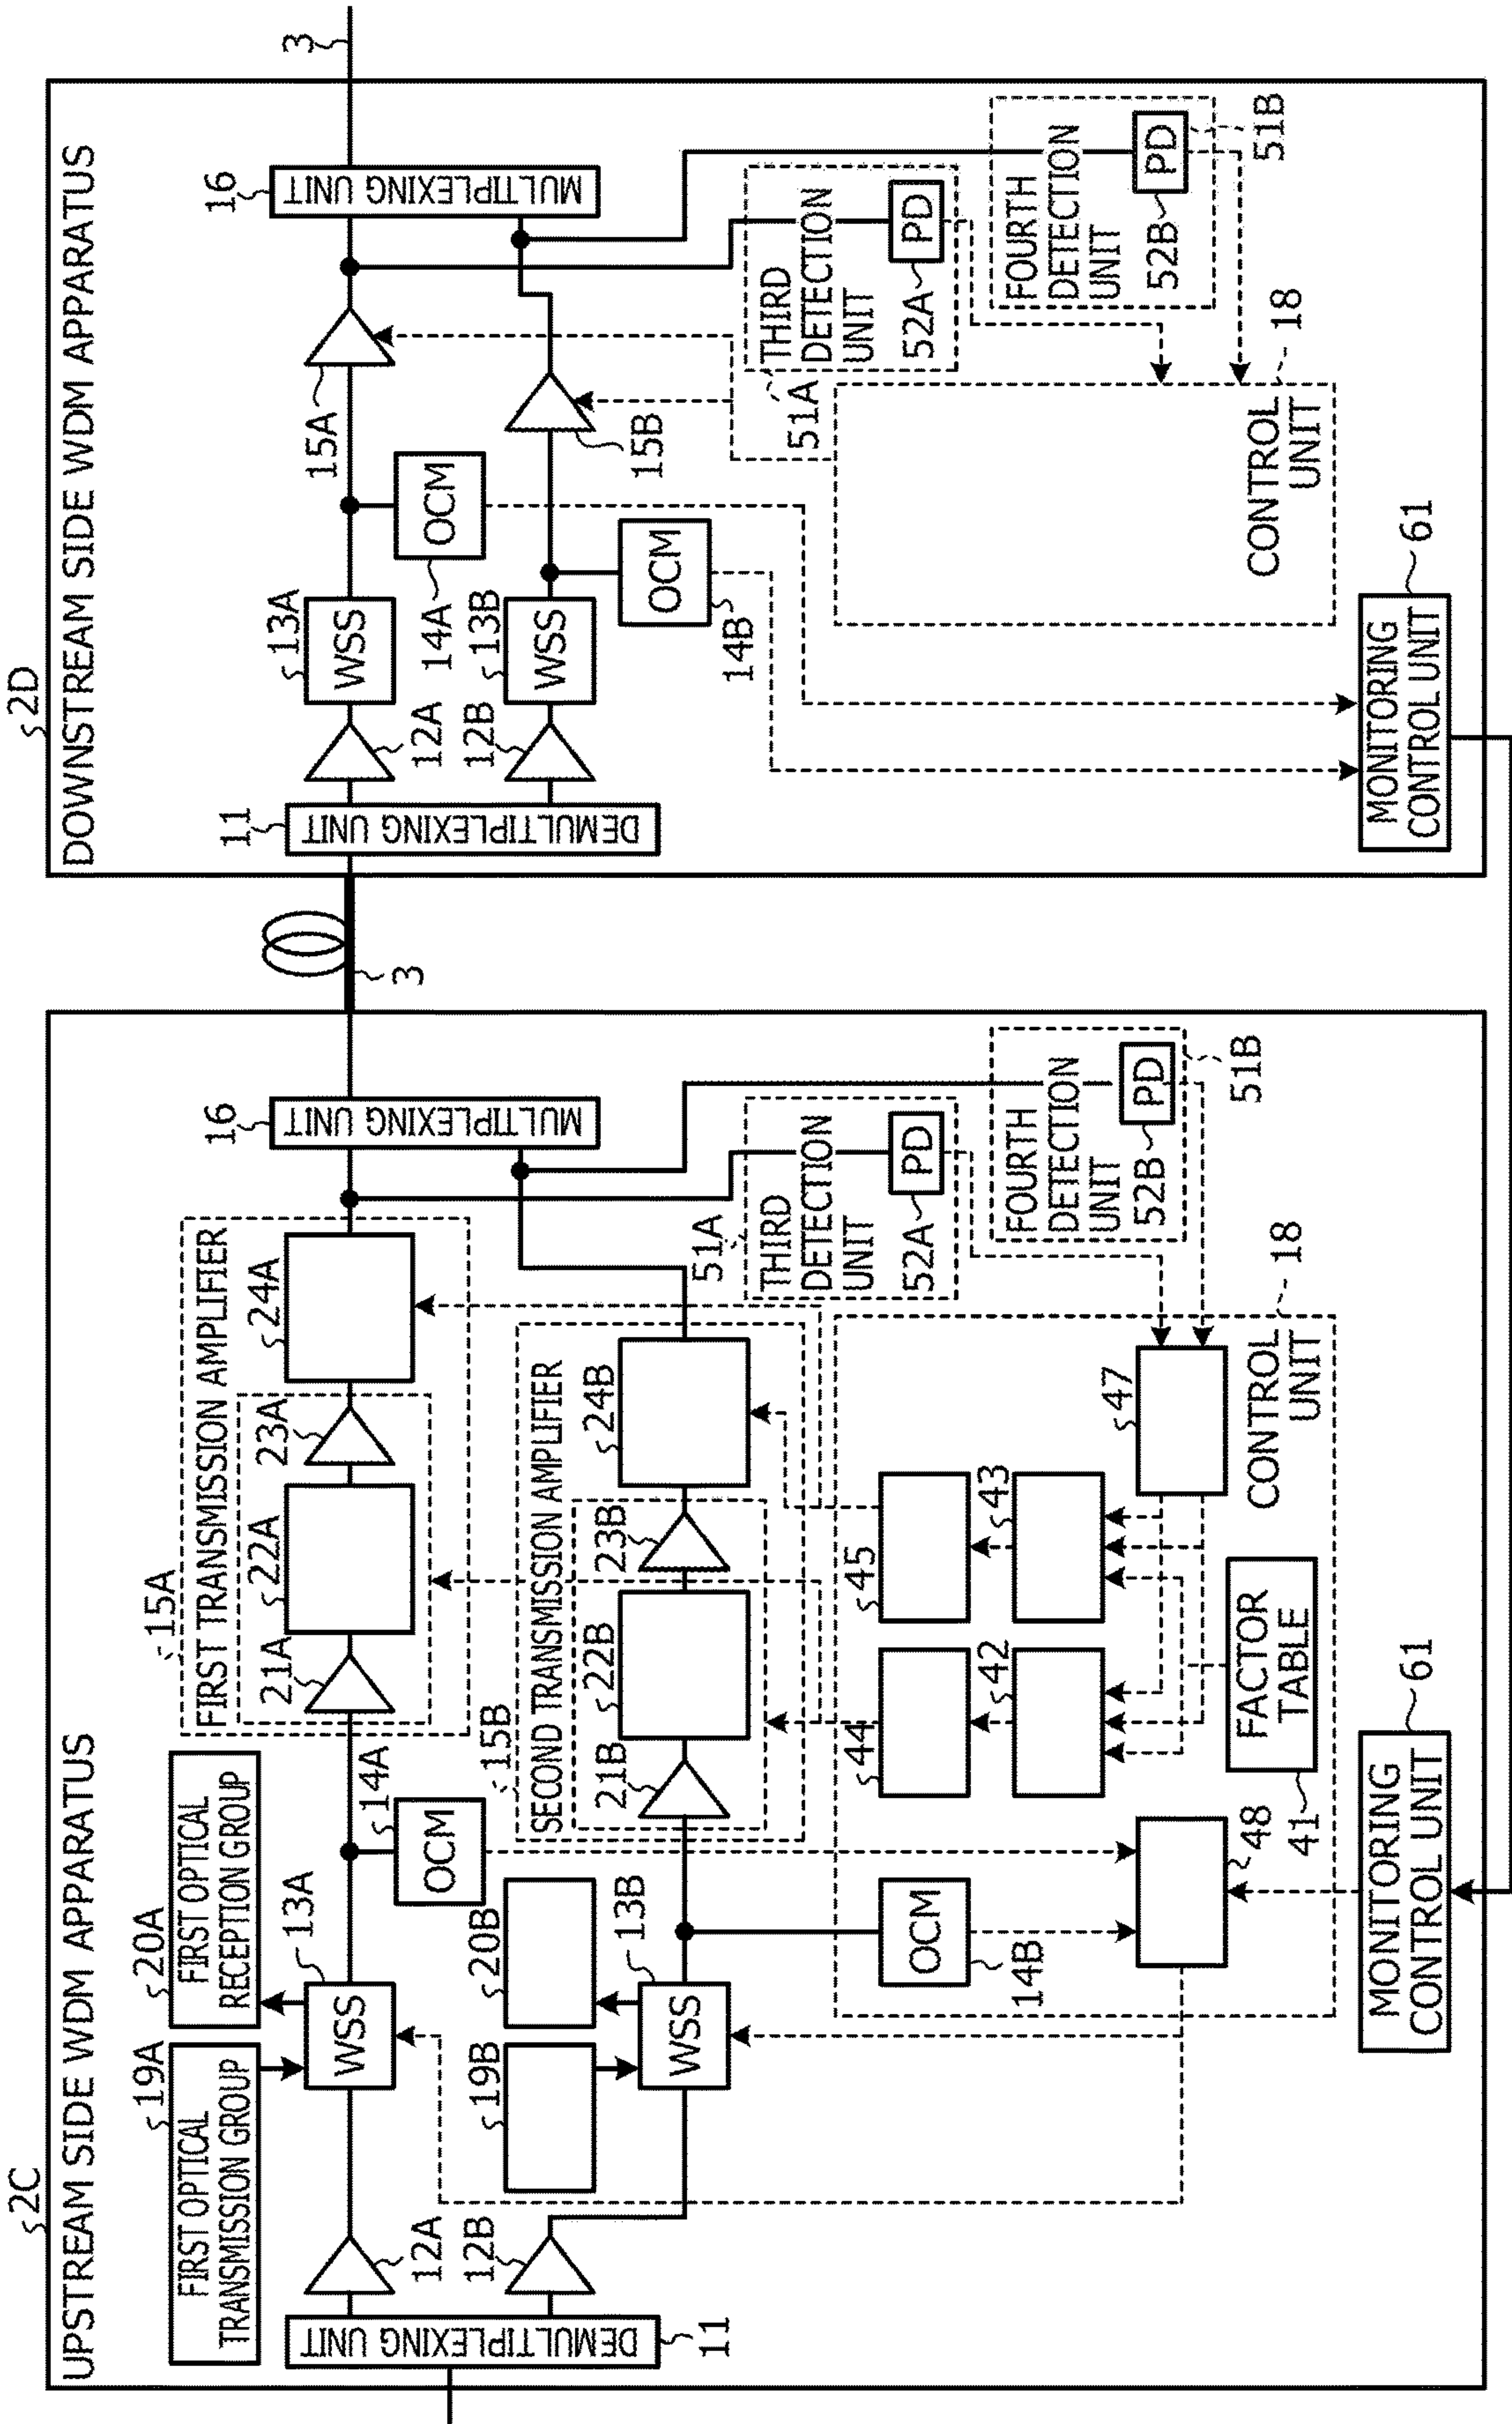 2C
UPSTREAM SIDE WDM APPARATUS
19A
FIRST OPTICAL
TRANSMISSION GROUP
20A
FIRST OPTICAL
RECEPTION GROUP
15A
FIRST TRANSMISSION AMPLIFIER
21A
22A
23A
24A
16
MULTIPLEXING UNIT
11
DEMULTIPLEXING UNIT
12A
12B
13A
WSS
14A
OCM
19B
20B
13B
WSS
15B
SECOND TRANSMISSION AMPLIFIER
21B
22B
23B
24B
51A
THIRD
DETECTION
UNIT
52A
PD
FOURTH
DETECTION
UNIT
52B
PD
51B
OCM
14B
44
45
42
43
47
48
41
FACTOR
TABLE
CONTROL
UNIT
18
MONITORING
CONTROL UNIT
61
3
2D
DOWNSTREAM SIDE WDM APPARATUS
11
DEMULTIPLEXING UNIT
12A
12B
13A
WSS
13B
WSS
14A
OCM
14B
OCM
15A
15B
16
MULTIPLEXING UNIT
3
51A
THIRD
DETECTION
UNIT
52A
PD
FOURTH
DETECTION
UNIT
52B
PD
51B
CONTROL
UNIT
18
MONITORING
CONTROL UNIT
61